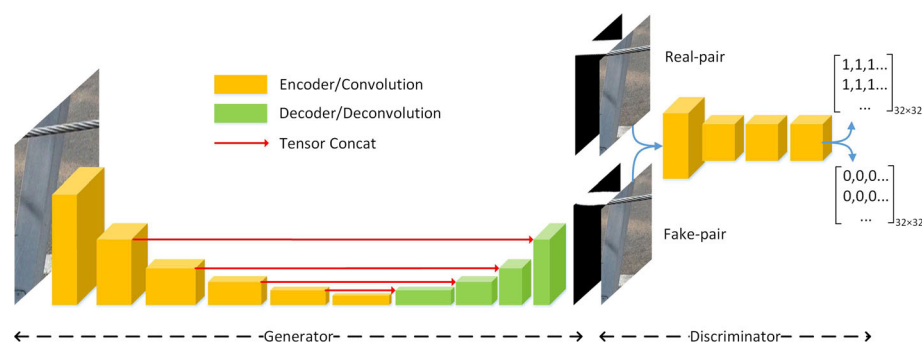 Encoder/Convolution
Decoder/Deconvolution
Tensor Concat
Real-pair
1,1,1...
1,1,1...
...
32×32
0,0,0...
0,0,0...
...
32×32
Fake-pair
Generator
Discriminator